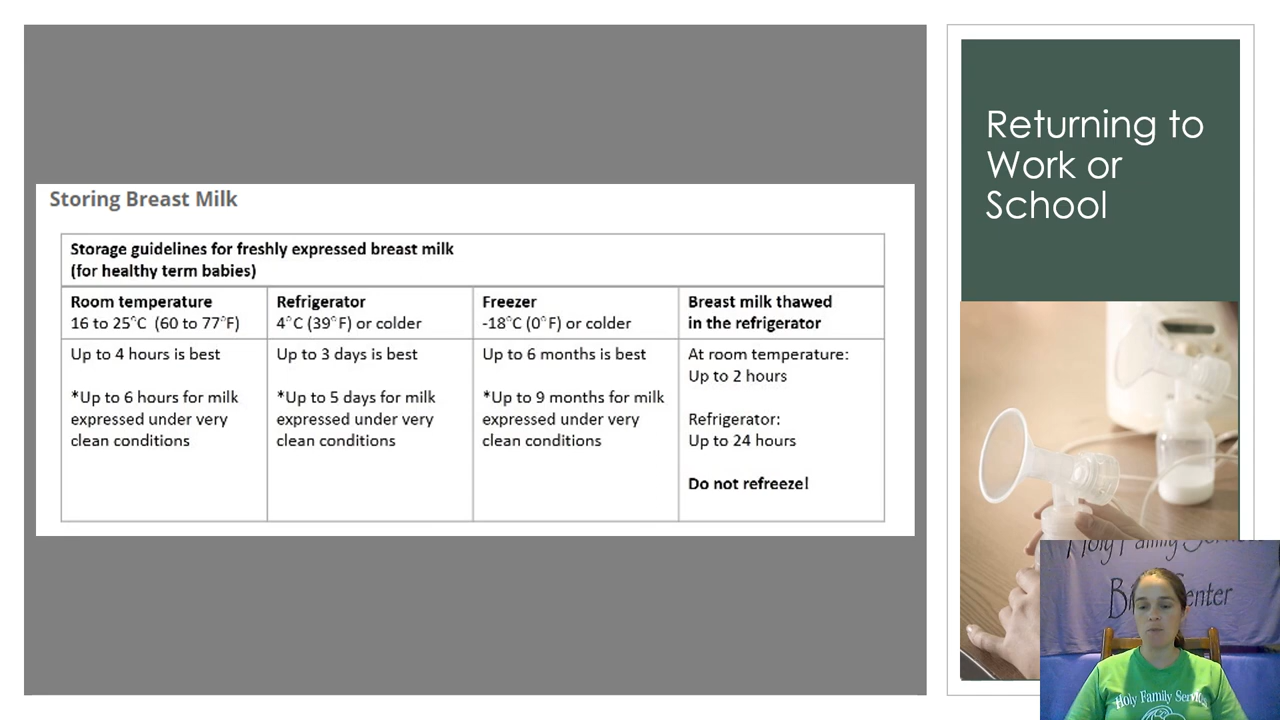 Storing Breast Milk
Storage guidelines for freshly expressed breast milk
(for healthy term babies)
Room temperature
16 to 25°C (60 to 77°F)
Refrigerator
4°C (39°F) or colder
Freezer
-18°C (0°F) or colder
Breast milk thawed
in the refrigerator
Up to 4 hours is best
*Up to 6 hours for milk
expressed under very
clean conditions
Up to 3 days is best
*Up to 5 days for milk
expressed under very
clean conditions
Up to 6 months is best
*Up to 9 months for milk
expressed under very
clean conditions
At room temperature:
Up to 2 hours
Refrigerator:
Up to 24 hours
Do not refreeze!
Returning to
Work or
School
Holy Family
Holy Family